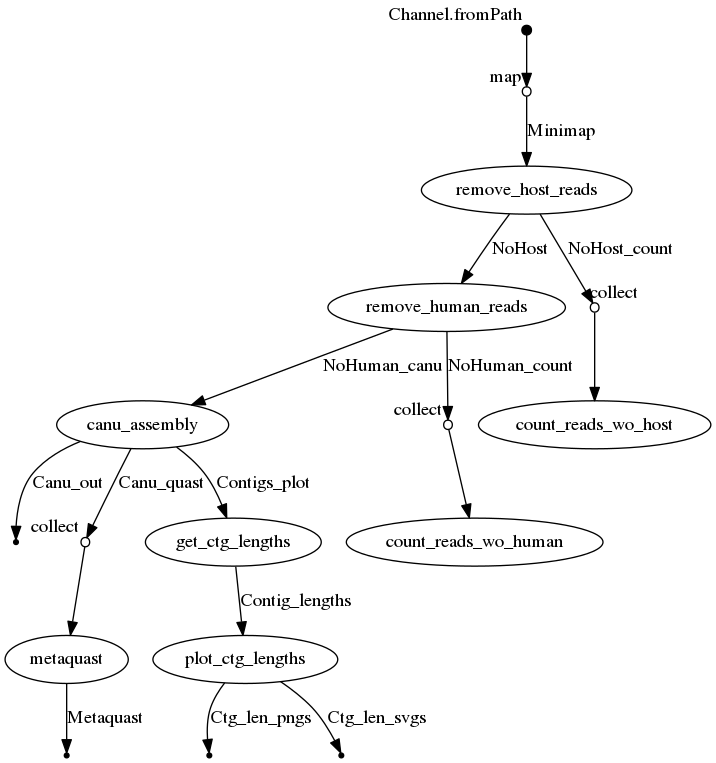 Channel.fromPath
map
Minimap
remove_host_reads
NoHost
NoHost_count
collect
remove_human_reads
NoHuman_canu
NoHuman_count
collect
canu_assembly
count_reads_wo_host
Canu_out
Canu_quast
Contigs_plot
collect
get_ctg_lengths
count_reads_wo_human
Contig_lengths
metaquast
plot_ctg_lengths
Metaquast
Ctg_len_pngs
Ctg_len_svgs